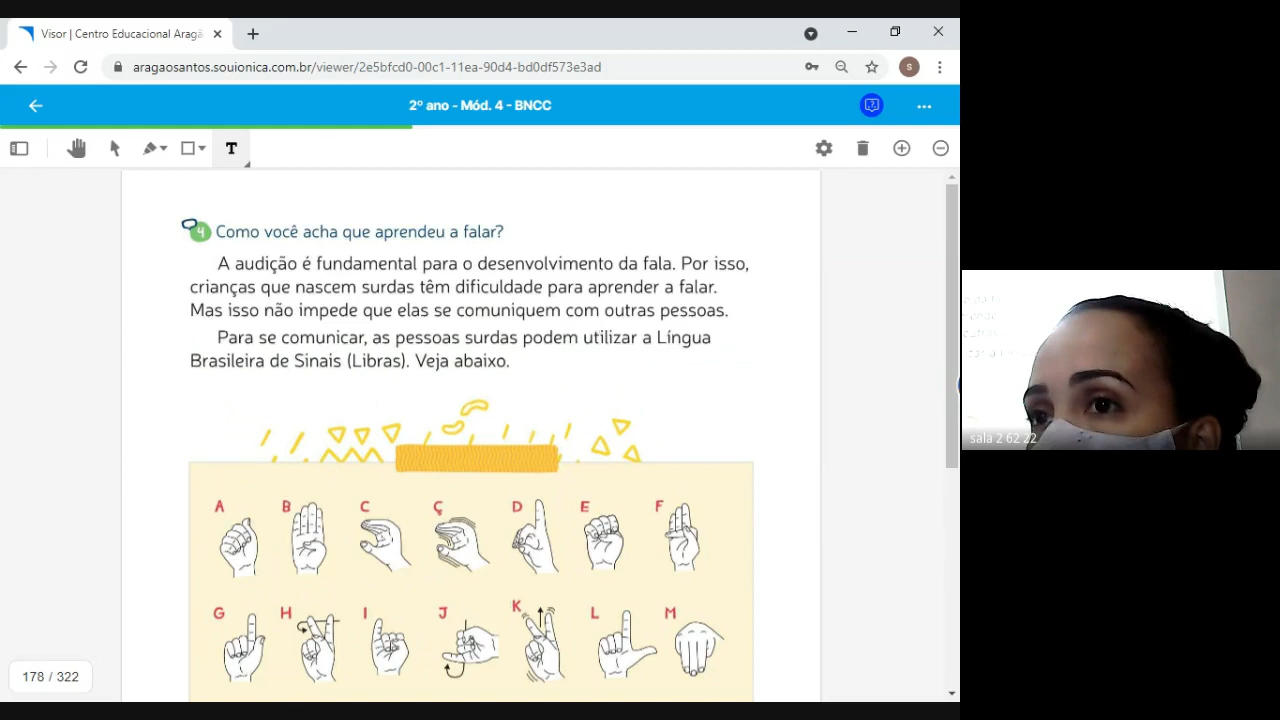 Visor | Centro Educacional Aragã
aragaosantos.souionica.com.br/viewer/2e5bfcd0-00c1-11ea-90d4-bd0df573e3ad
s
2º ano - Mód. 4 - BNCC
T
4 Como você acha que aprendeu a falar?
A audição é fundamental para o desenvolvimento da fala. Por isso,
crianças que nascem surdas têm dificuldade para aprender a falar.
Mas isso não impede que elas se comuniquem com outras pessoas.
Para se comunicar, as pessoas surdas podem utilizar a Língua
Brasileira de Sinais (Libras). Veja abaixo.
A B C Ç D E F
G H I J K L M
178 / 322
sala 2 62 22